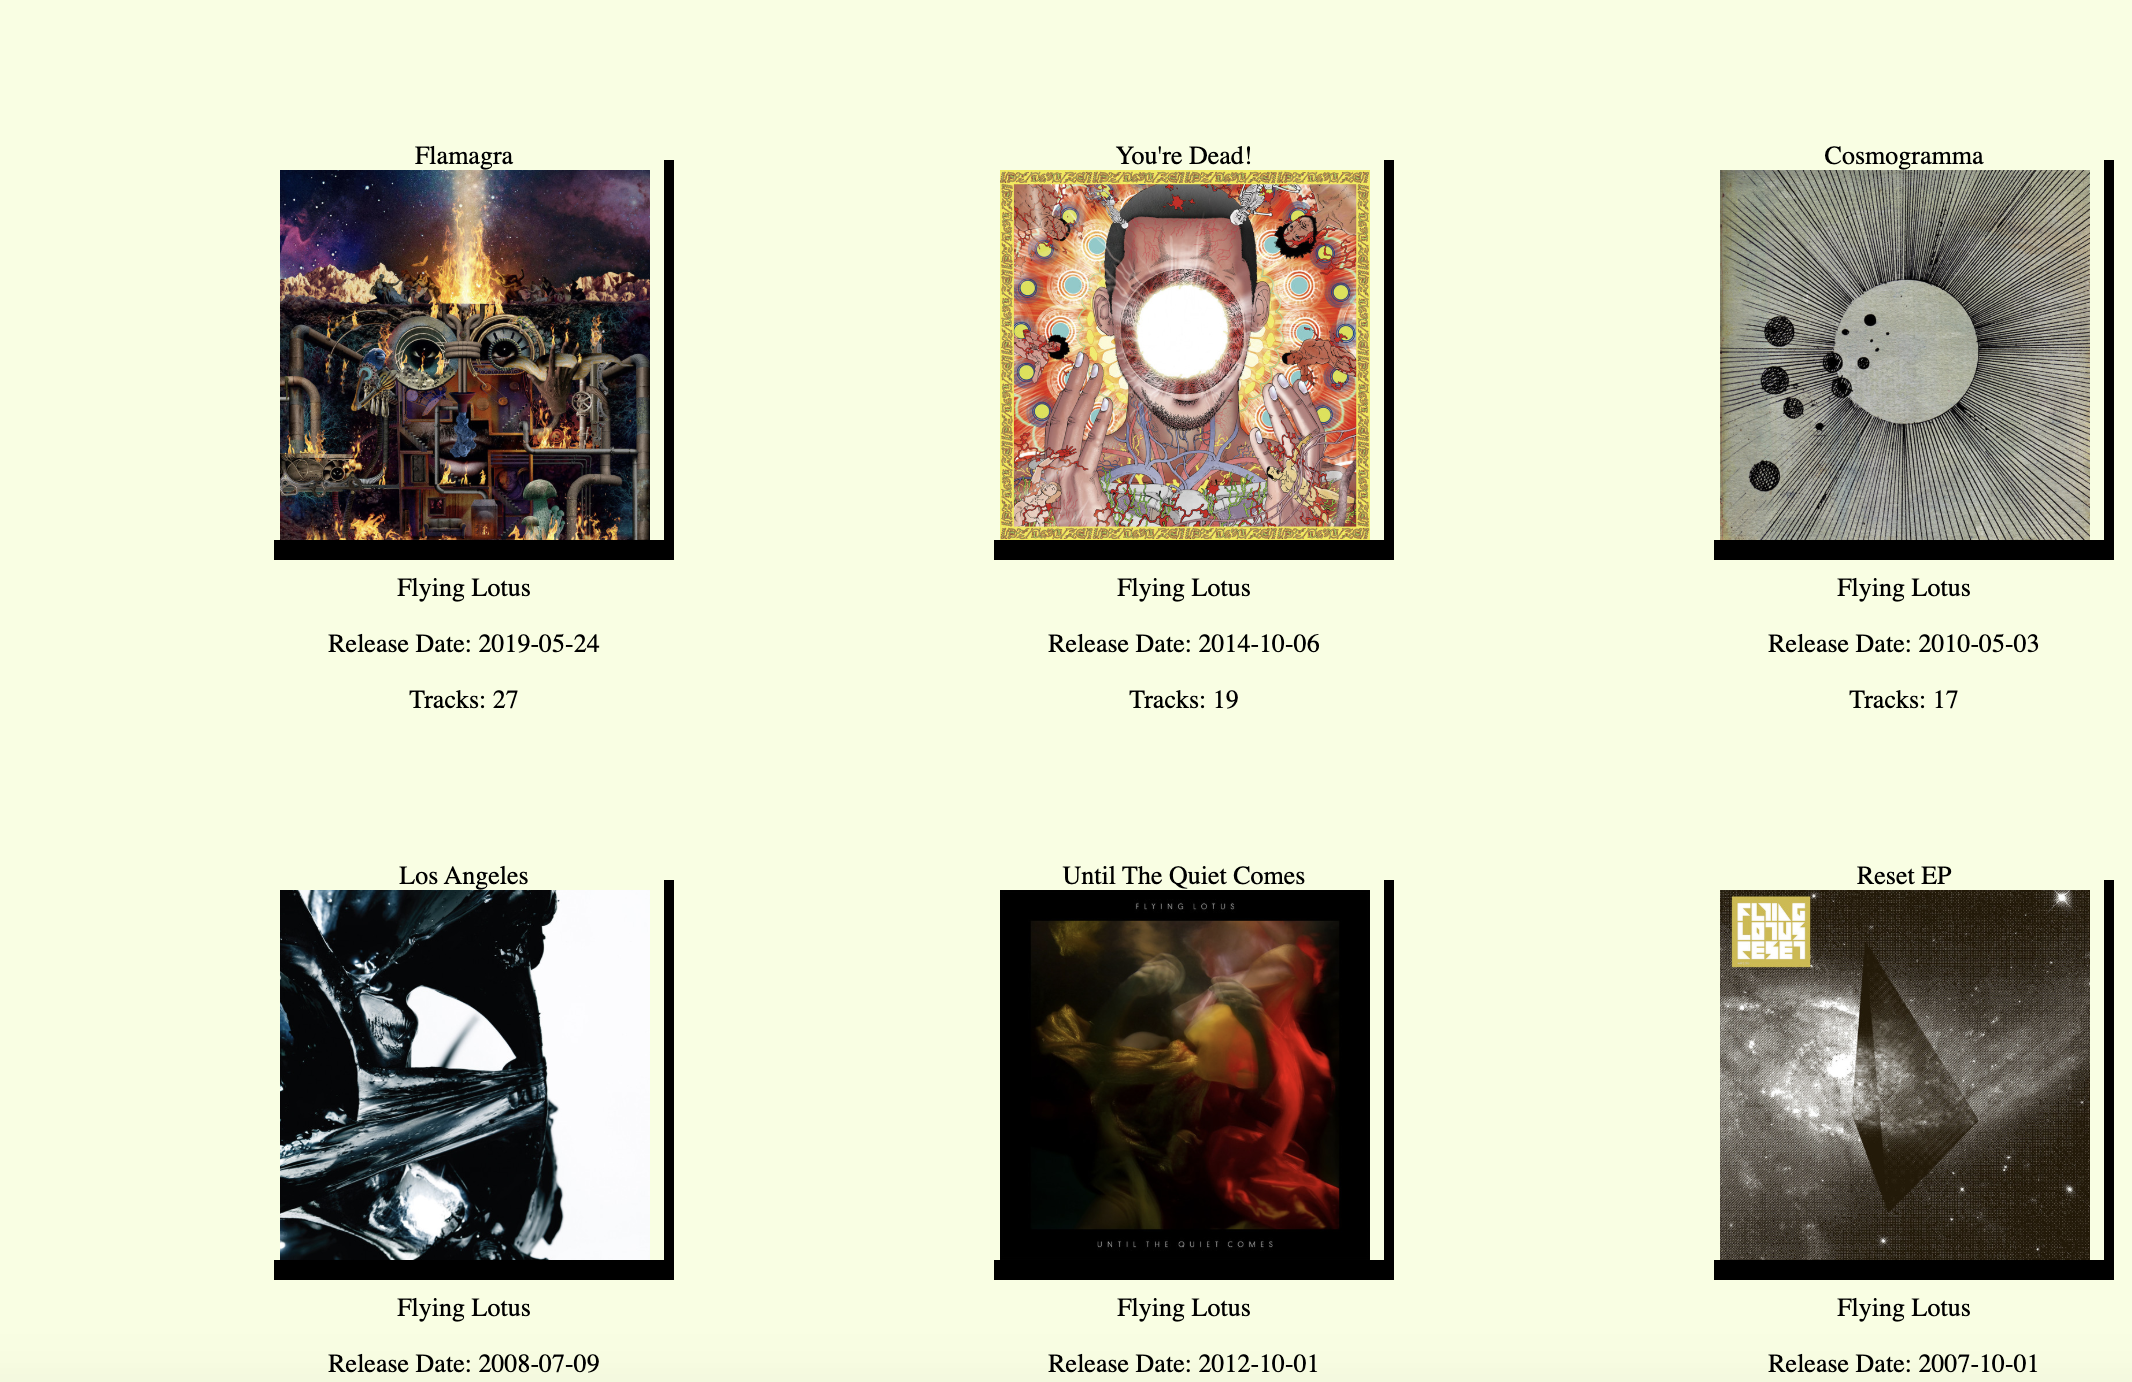 Flamagra
You're Dead!
Cosmogramma
Flying Lotus
Flying Lotus
Flying Lotus
Release Date: 2019-05-24
Release Date: 2014-10-06
Release Date: 2010-05-03
Tracks: 27
Tracks: 19
Tracks: 17
Los Angeles
Until The Quiet Comes
Reset EP
FLYING LOTUS
FLYING
LOTUS
RESET
UNTIL THE QUIET COMES
Flying Lotus
Flying Lotus
Flying Lotus
Release Date: 2008-07-09
Release Date: 2012-10-01
Release Date: 2007-10-01